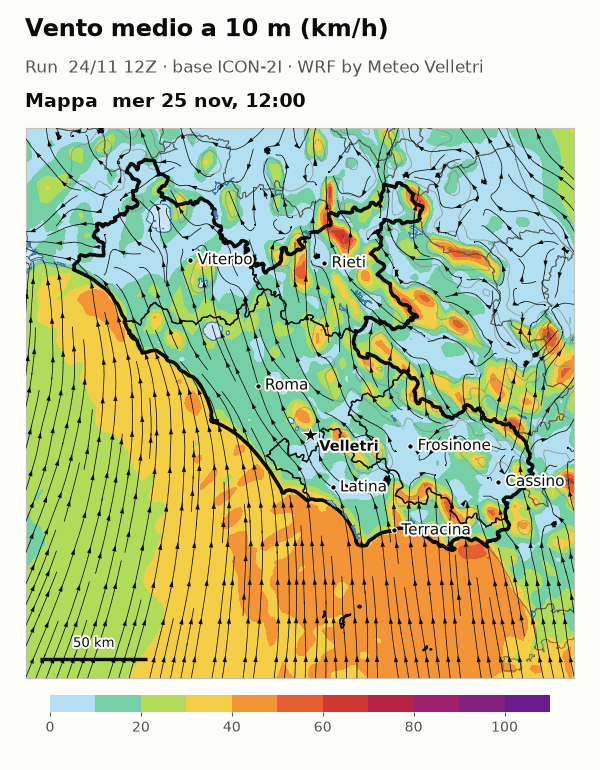 Vento medio a 10 m (km/h)
Run  24/11 12Z · base ICON-2I · WRF by Meteo Velletri
Mappa  mer 25 nov, 12:00
Viterbo
Rieti
Roma
Velletri
Frosinone
Latina
Cassino
Terracina
50 km
0 20 40 60 80 100